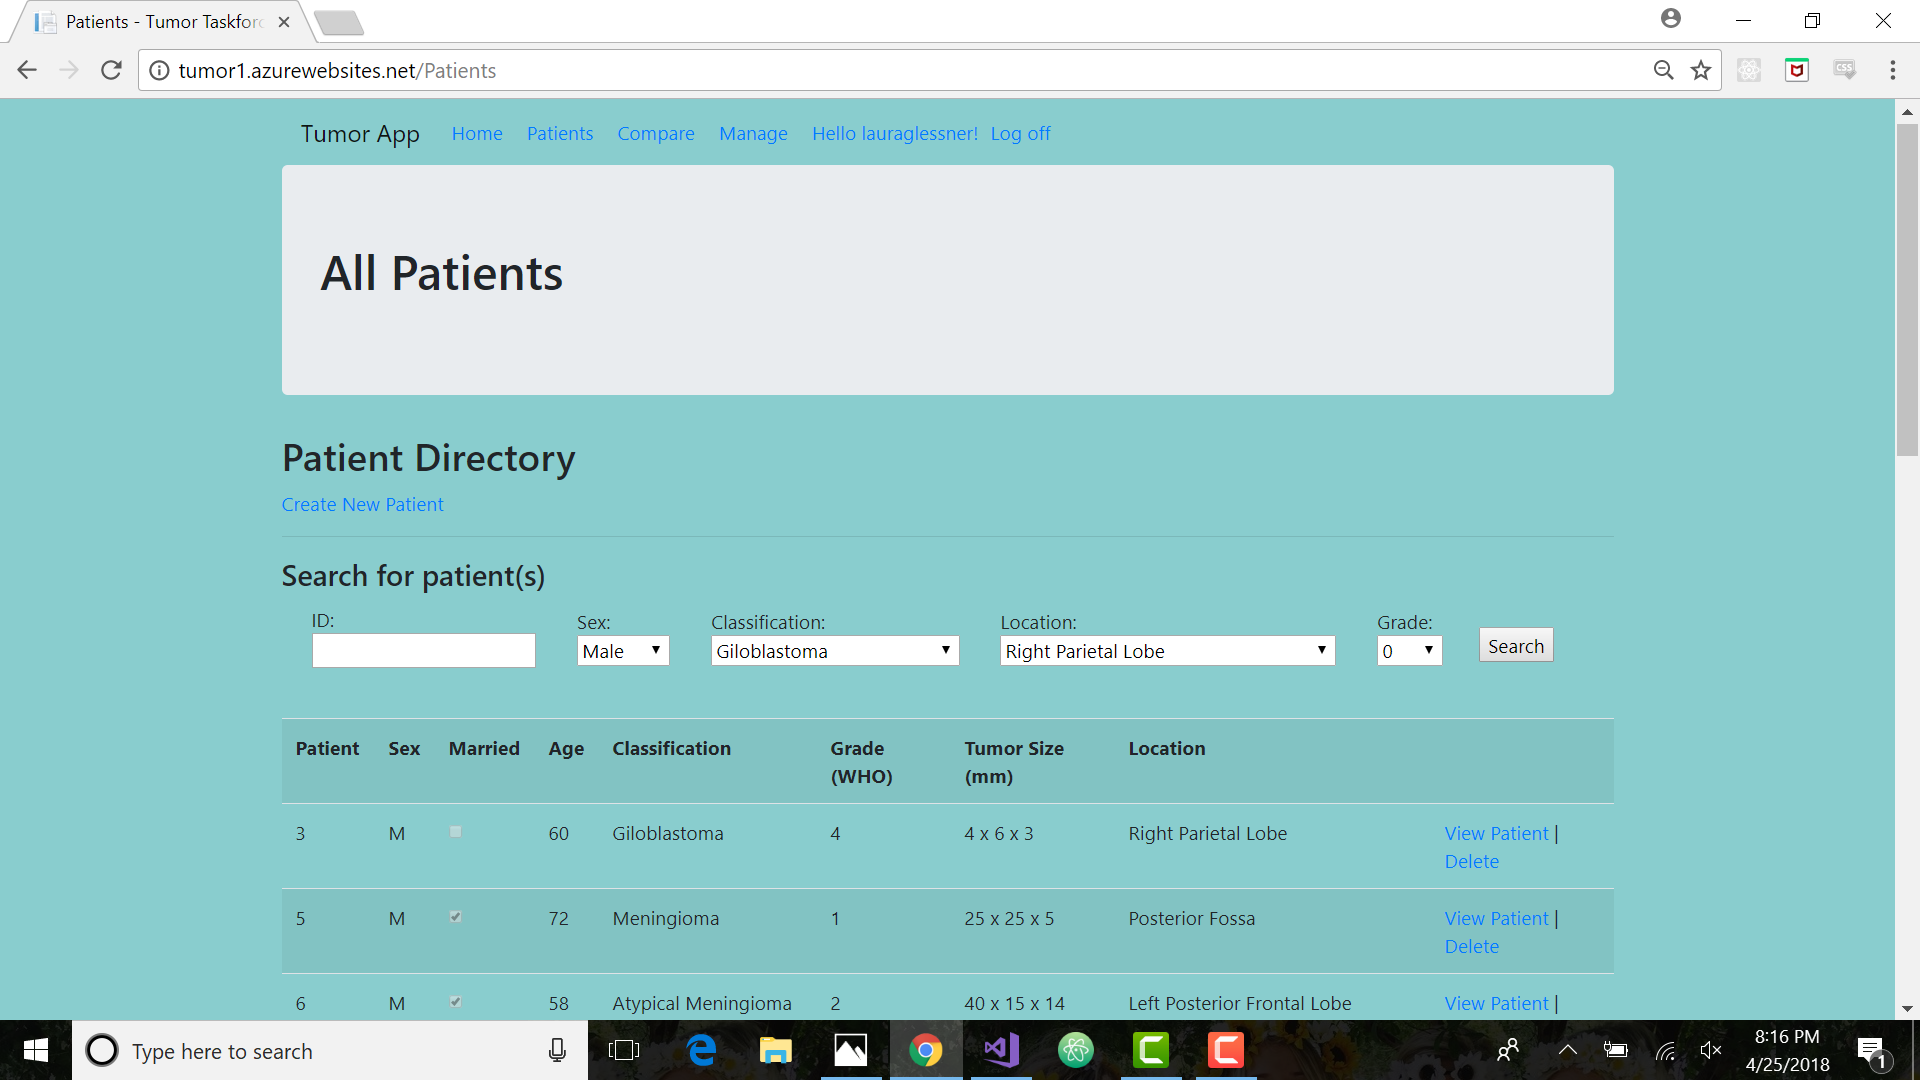 Patients - Tumor Taskforc
tumor1.azurewebsites.net/Patients
Tumor App Home Patients Compare Manage Hello lauraglessner! Log off
All Patients
Patient Directory
Create New Patient
Search for patient(s)
ID: Sex: Classification: Location: Grade:
Male Giloblastoma Right Parietal Lobe 0 Search
Patient Sex Married Age Classification Grade (WHO) Tumor Size (mm) Location
3 M 60 Giloblastoma 4 4 x 6 x 3 Right Parietal Lobe View Patient |
Delete
5 M 72 Meningioma 1 25 x 25 x 5 Posterior Fossa View Patient |
Delete
6 M 58 Atypical Meningioma 2 40 x 15 x 14 Left Posterior Frontal Lobe View Patient |
Type here to search
8:16 PM
4/25/2018
1
CSS